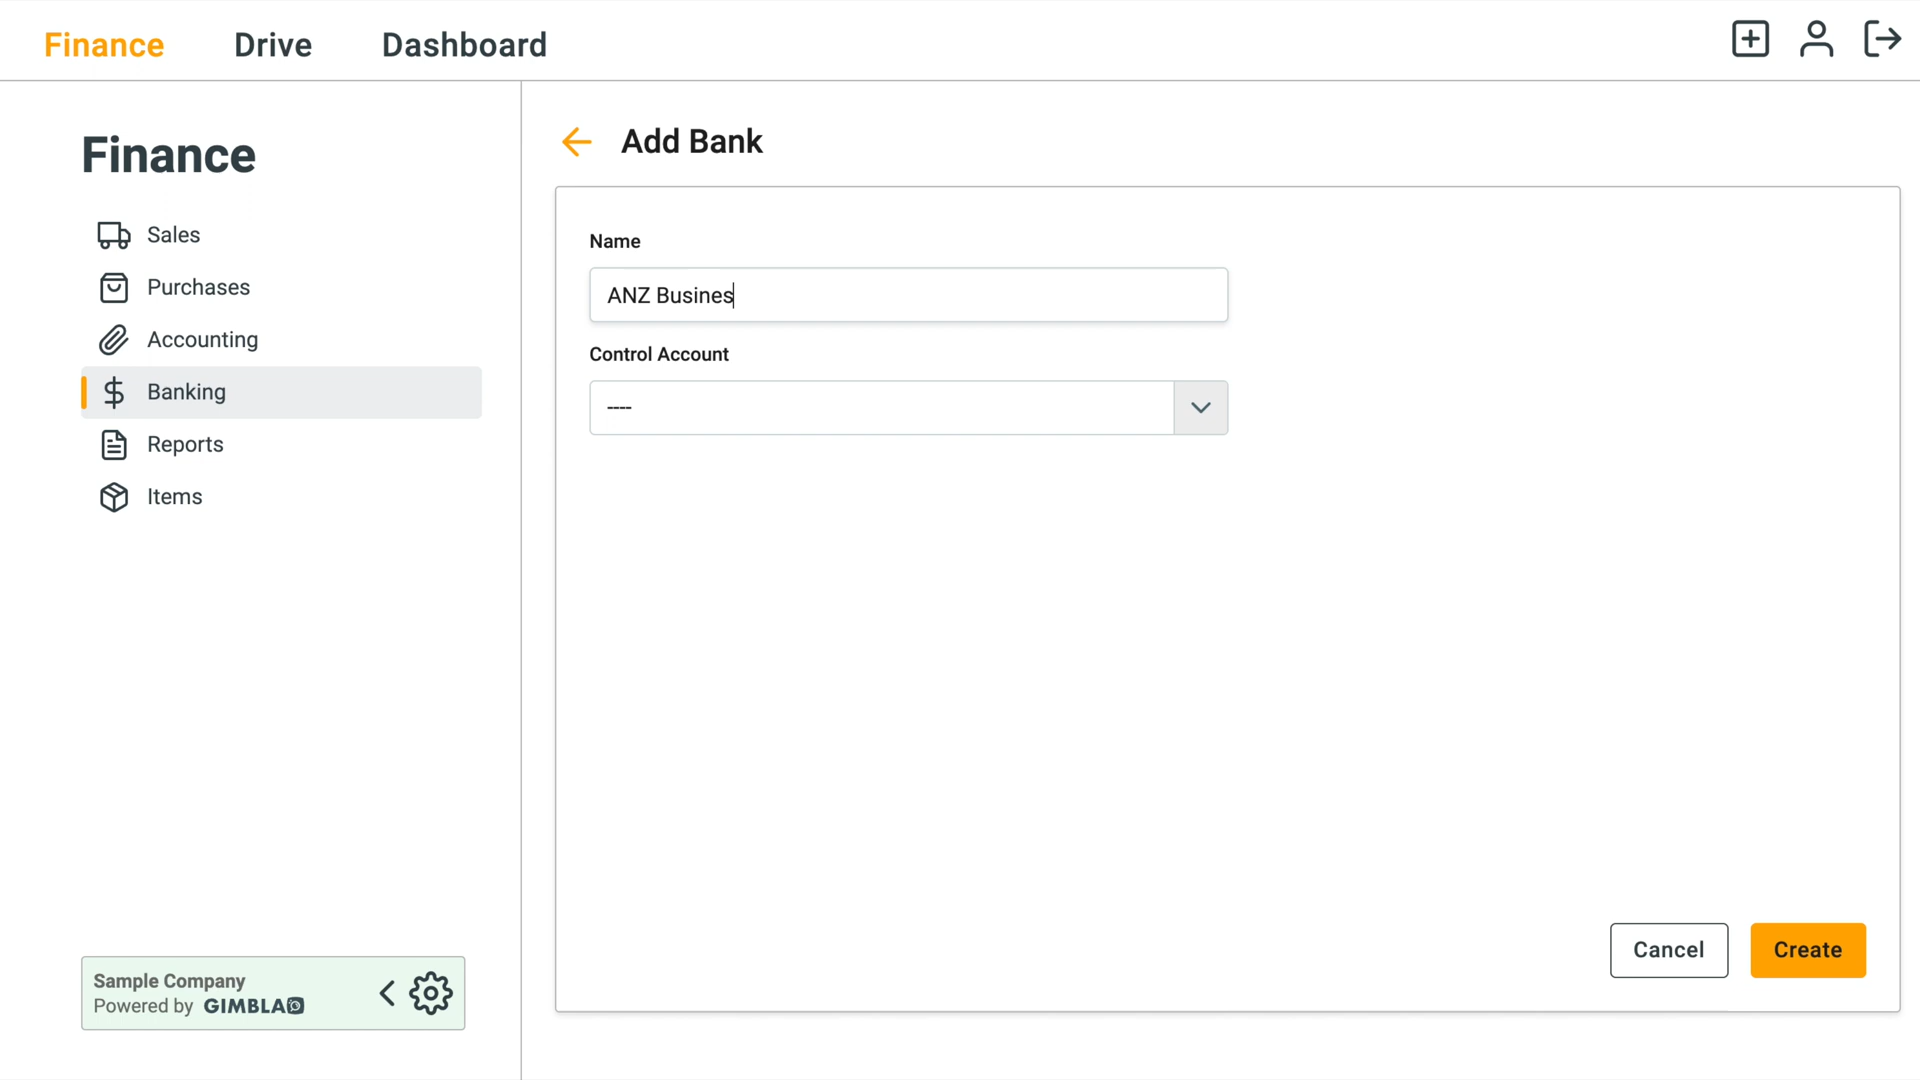 Finance Drive Dashboard
Finance
Sales
Purchases
Accounting
Banking
Reports
Items
Sample Company
Powered by GIMBLA
Add Bank
Name
ANZ Busines
Control Account
----
Cancel Create